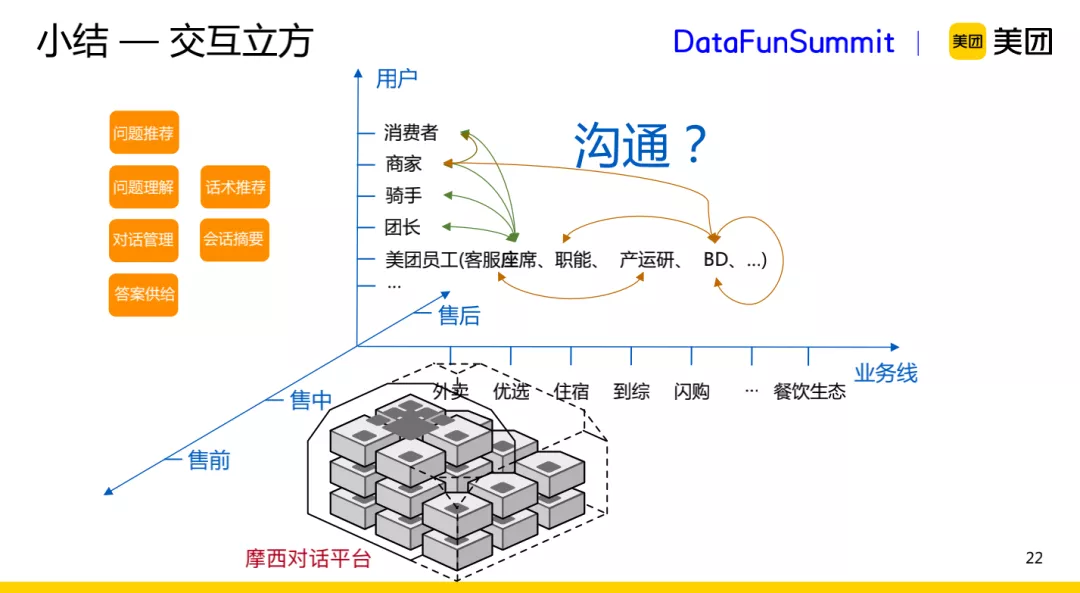 小结 — 交互立方
DataFunSummit
美团 美团
用户
问题推荐
问题理解
话术推荐
对话管理
会话摘要
答案供给
沟通？
消费者
商家
骑手
团长
美团员工(客服座席、职能、 产运研、 BD、...)
...
售后
售中
售前
外卖 优选 住宿 到综 闪购 ... 餐饮生态
业务线
摩西对话平台
22